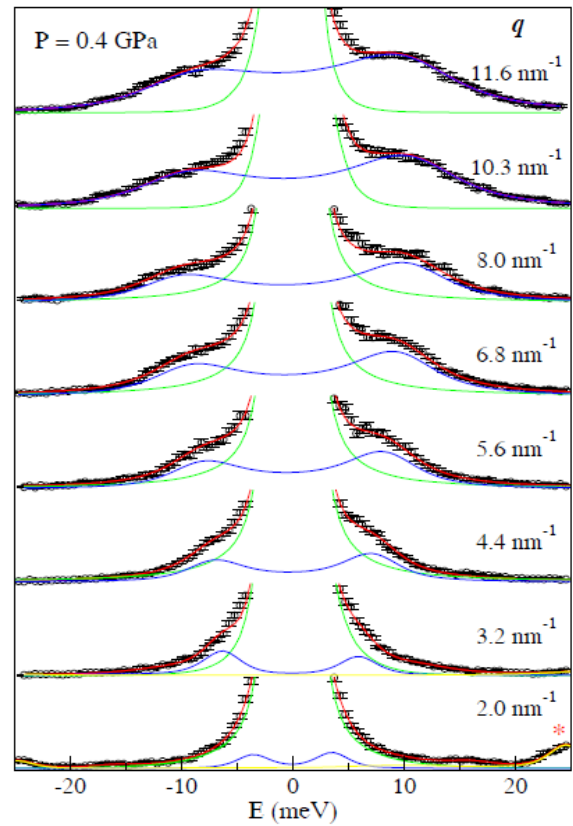 q
P = 0.4 GPa
11.6 nm⁻¹
10.3 nm⁻¹
8.0 nm⁻¹
6.8 nm⁻¹
5.6 nm⁻¹
4.4 nm⁻¹
3.2 nm⁻¹
2.0 nm⁻¹
*
-20 -10 0 10 20
E (meV)